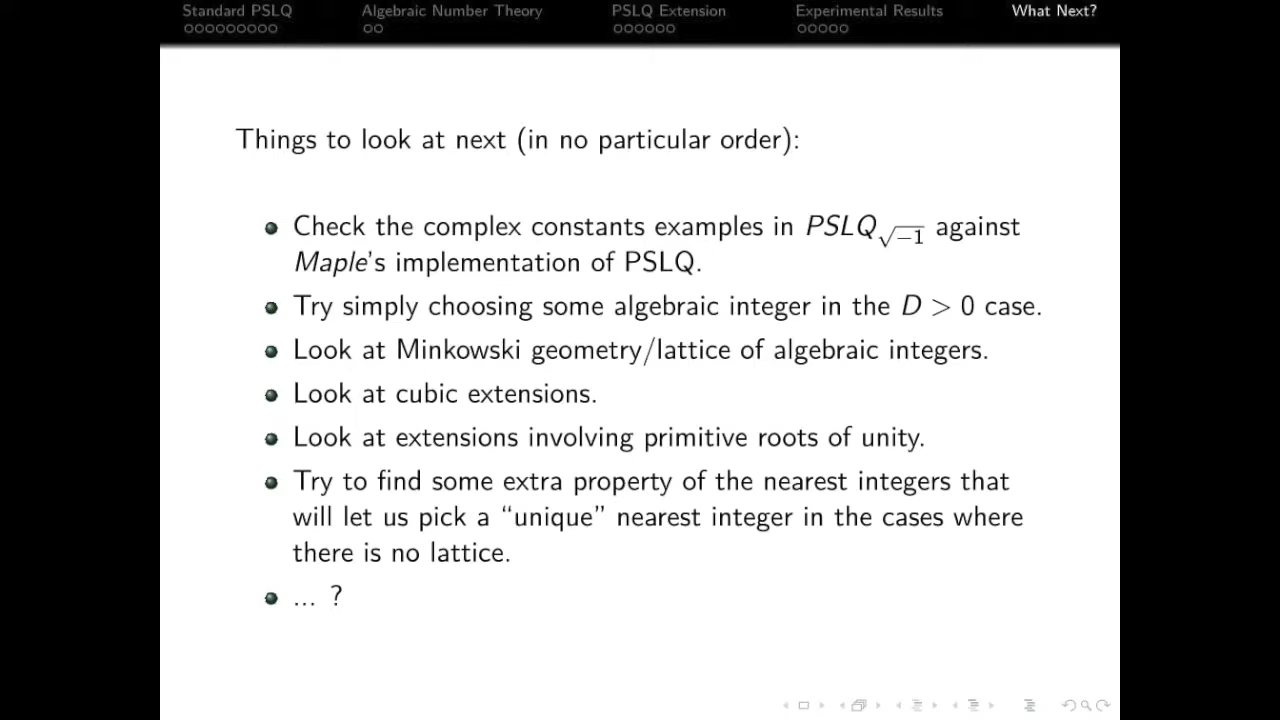 Standard PSLQ Algebraic Number Theory PSLQ Extension Experimental Results What Next?
Things to look at next (in no particular order):
Check the complex constants examples in PSLQ√−1 against
Maple's implementation of PSLQ.
Try simply choosing some algebraic integer in the D > 0 case.
Look at Minkowski geometry/lattice of algebraic integers.
Look at cubic extensions.
Look at extensions involving primitive roots of unity.
Try to find some extra property of the nearest integers that
will let us pick a “unique” nearest integer in the cases where
there is no lattice.
... ?